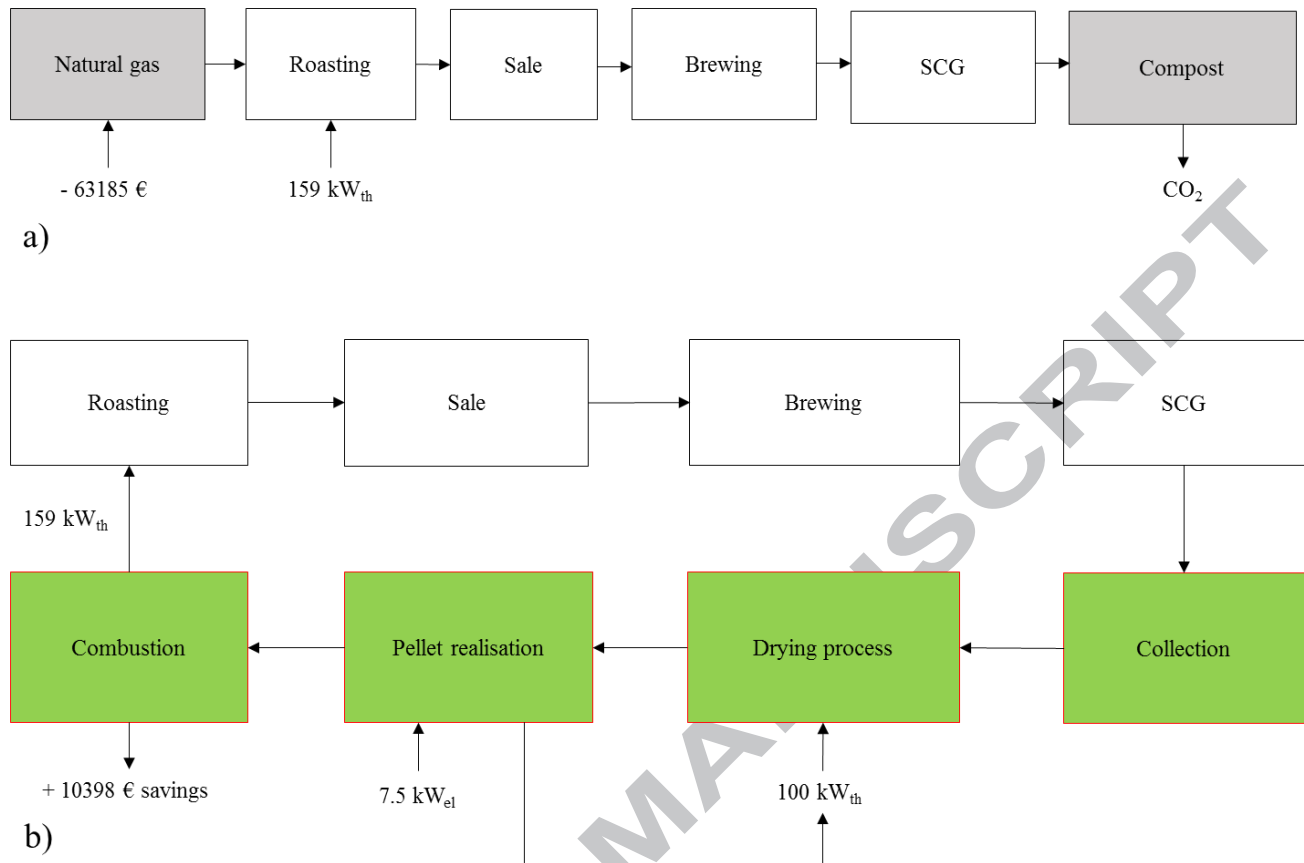 Natural gas
Roasting
Sale
Brewing
SCG
Compost
- 63185 €
159 kWth
CO2
a)
Roasting
Sale
Brewing
SCG
159 kWth
Combustion
Pellet realisation
Drying process
Collection
+ 10398 € savings
7.5 kWel
100 kWth
b)